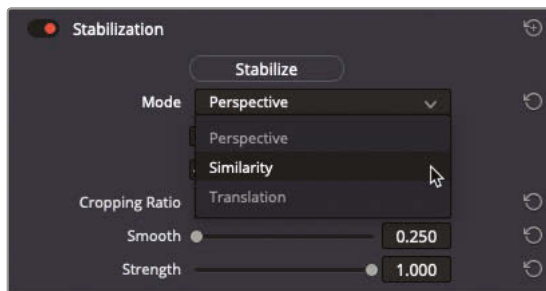 Stabilization
Stabilize
Mode Perspective
Perspective
Similarity
Translation
Cropping Ratio
Smooth 0.250
Strength 1.000